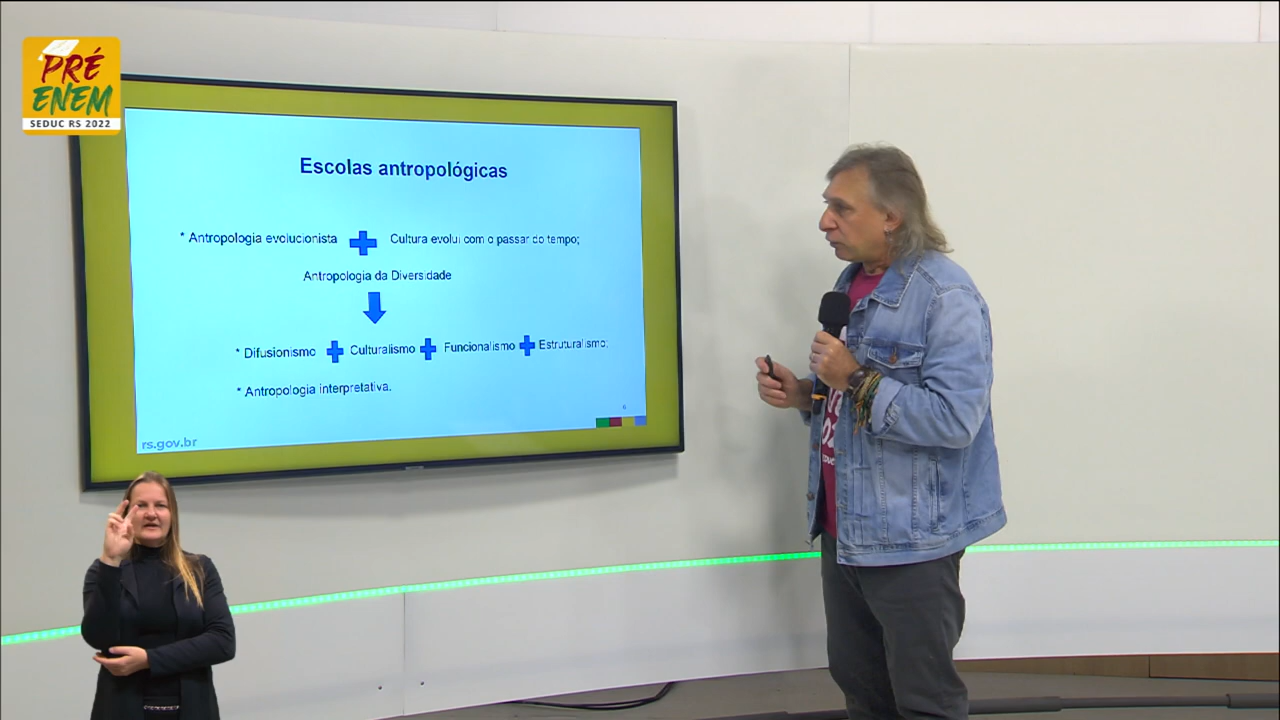 PRÉ
ENEM
SEDUC RS 2022
Escolas antropológicas
* Antropologia evolucionista Cultura evolui com o passar do tempo;
Antropologia da Diversidade
* Difusionismo Culturalismo Funcionalismo Estruturalismo;
* Antropologia interpretativa.
6
rs.gov.br